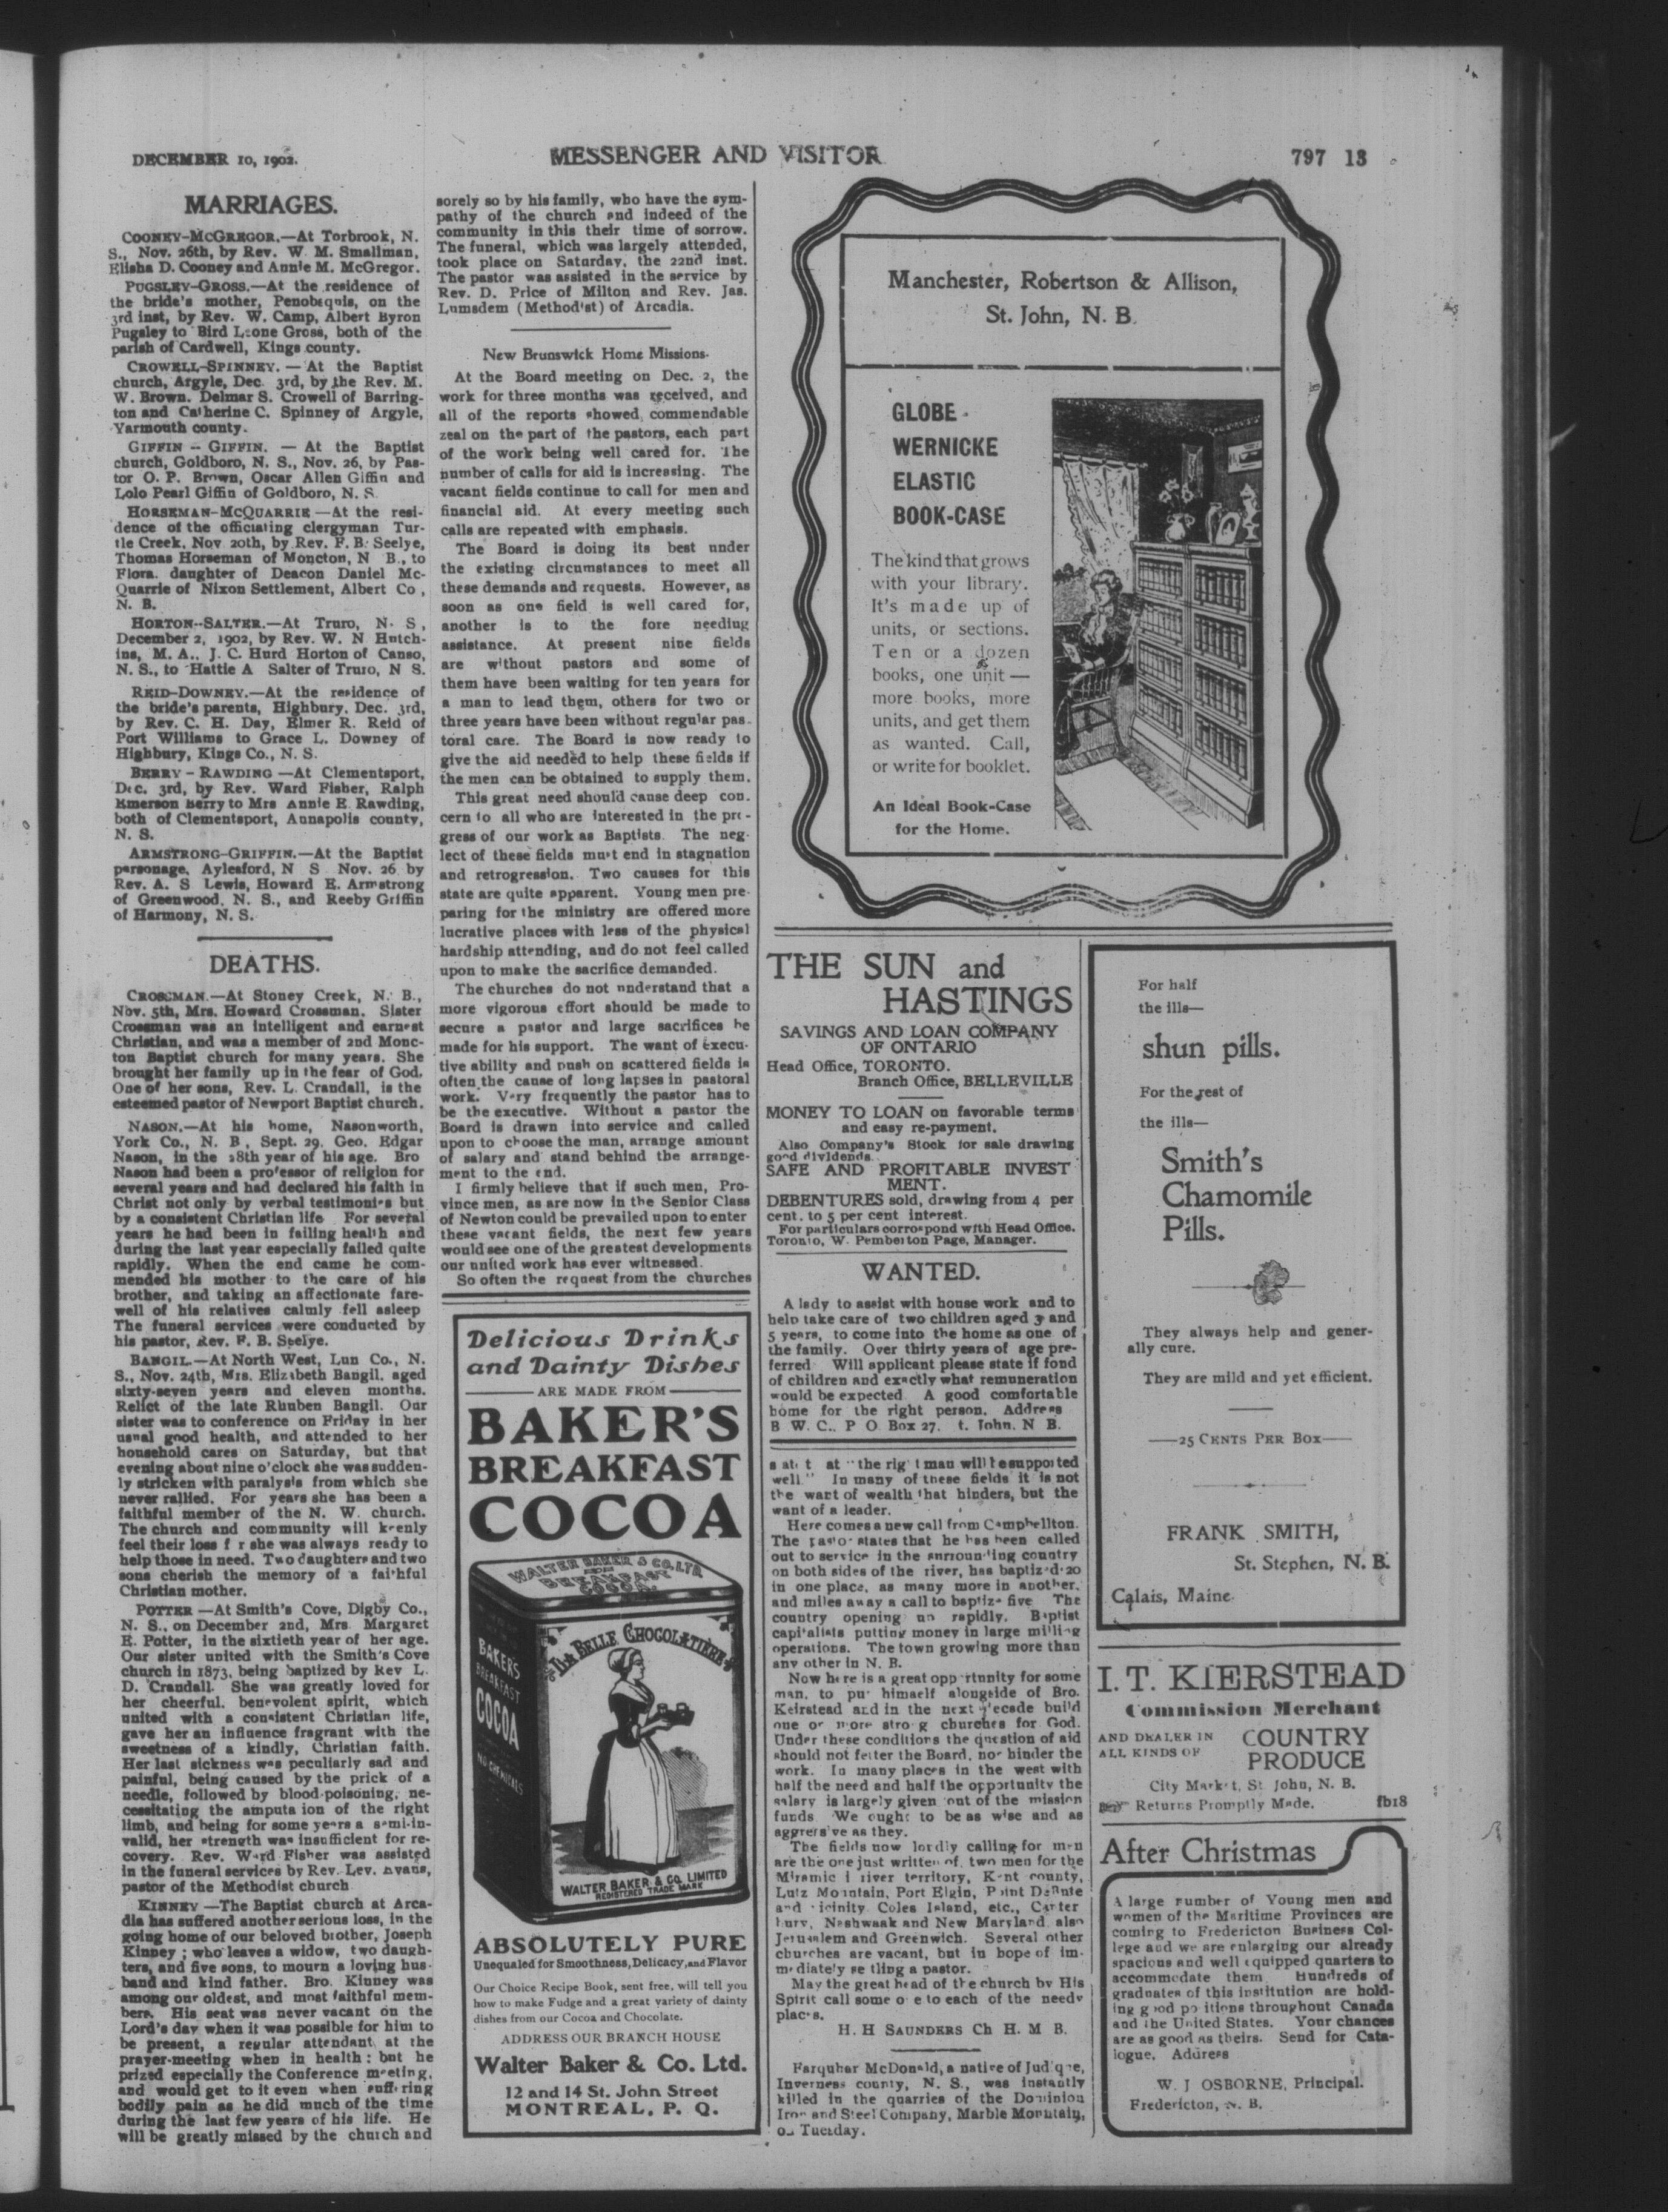 DECEMBER 10, 1902.
MESSENGER AND VISITOR
797 13
MARRIAGES.
COONEY-MCGREGOR.—At Torbrook, N.
S., Nov. 26th, by Rev. W. M. Smallman,
Elisha D. Cooney and Annie M. McGregor.
PUGSLEY-GROSS.—At the residence of
the bride's mother, Penobsquis, on the
3rd inst, by Rev. W. Camp, Albert Byron
Pugsley to Bird Leone Gross, both of the
parish of Cardwell, Kings county.
CROWELL-SPINNEY. — At the Baptist
church, Argyle, Dec. 3rd, by the Rev. M.
W. Brown. Delmar S. Crowell of Barring-
ton and Catherine C. Spinney of Argyle,
Yarmouth county.
GIFFIN -- GIFFIN. — At the Baptist
church, Goldboro, N. S., Nov. 26, by Pas-
tor O. P. Brown, Oscar Allen Giffin and
Lolo Pearl Giffin of Goldboro, N. S.
HORSEMAN-MCQUARRIE —At the resi-
dence of the officiating clergyman Tur-
tle Creek, Nov 20th, by Rev. F. B. Seelye,
Thomas Horseman of Moncton, N B., to
Flora. daughter of Deacon Daniel Mc-
Quarrie of Nixon Settlement, Albert Co ,
N. B.
HORTON--SALTER.—At Truro, N. S ,
December 2, 1902, by Rev. W. N Hutch-
ins, M. A., J. C. Hurd Horton of Canso,
N. S., to Hattie A Salter of Truro, N S.
REID-DOWNEY.—At the residence of
the bride's parents, Highbury, Dec. 3rd,
by Rev. C. H. Day, Elmer R. Reid of
Port Williams to Grace L. Downey of
Highbury, Kings Co., N. S.
BERRY - RAWDING —At Clementsport,
Dec. 3rd, by Rev. Ward Fisher, Ralph
Emerson Berry to Mrs Annie E. Rawding,
both of Clementsport, Annapolis county,
N. S.
ARMSTRONG-GRIFFIN.—At the Baptist
parsonage, Aylesford, N S Nov. 26 by
Rev. A. S Lewis, Howard E. Armstrong
of Greenwood, N. S., and Reeby Griffin
of Harmony, N. S.
DEATHS.
CROSSMAN.—At Stoney Creek, N. B.,
Nov. 5th, Mrs. Howard Crossman. Sister
Crossman was an intelligent and earnest
Christian, and was a member of 2nd Monc-
ton Baptist church for many years. She
brought her family up in the fear of God.
One of her sons, Rev. L. Crandall, is the
esteemed pastor of Newport Baptist church.
NASON.—At his home, Nasonworth,
York Co., N. B , Sept. 29. Geo. Edgar
Nason, in the 28th year of his age. Bro
Nason had been a professor of religion for
several years and had declared his faith in
Christ not only by verbal testimonies but
by a consistent Christian life For several
years he had been in failing health and
during the last year especially failed quite
rapidly. When the end came he com-
mended his mother to the care of his
brother, and taking an affectionate fare-
well of his relatives calmly fell asleep
The funeral services were conducted by
his pastor, Rev. F. B. Seelye.
BANGIL.—At North West, Lun Co., N.
S., Nov. 24th, Mrs. Elizabeth Bangil. aged
sixty-seven years and eleven months.
Relict of the late Rhuben Bangil. Our
sister was to conference on Friday in her
usual good health, and attended to her
household cares on Saturday, but that
evening about nine o'clock she was sudden-
ly stricken with paralysis from which she
never rallied. For years she has been a
faithful member of the N. W. church.
The church and community will keenly
feel their loss f r she was always ready to
help those in need. Two daughters and two
sons cherish the memory of a faithful
Christian mother.
POTTER —At Smith's Cove, Digby Co.,
N. S., on December 2nd, Mrs Margaret
E. Potter, in the sixtieth year of her age.
Our sister united with the Smith's Cove
church in 1873, being baptized by Rev L.
D. Crandall. She was greatly loved for
her cheerful. benevolent spirit, which
united with a consistent Christian life,
gave her an influence fragrant with the
sweetness of a kindly, Christian faith.
Her last sickness was peculiarly sad and
painful, being caused by the prick of a
needle, followed by blood-poisoning, ne-
cessitating the amputa ion of the right
limb, and being for some years a semi-in-
valid, her strength was insufficient for re-
covery. Rev. Ward Fisher was assisted
in the funeral services by Rev. Lev. Evans,
pastor of the Methodist church
KINNEY —The Baptist church at Arca-
dia has suffered another serious loss, in the
going home of our beloved brother, Joseph
Kinney ; who leaves a widow, two daugh-
ters, and five sons, to mourn a loving hus-
band and kind father. Bro. Kinney was
among our oldest, and most faithful mem-
bers. His seat was never vacant on the
Lord's day when it was possible for him to
be present, a regular attendant at the
prayer-meeting when in health ; but he
prized especially the Conference meeting,
and would get to it even when suffering
bodily pain as he did much of the time
during the last few years of his life. He
will be greatly missed by the church and
sorely so by his family, who have the sym-
pathy of the church and indeed of the
community in this their time of sorrow.
The funeral, which was largely attended,
took place on Saturday, the 22nd inst.
The pastor was assisted in the service by
Rev. D. Price of Milton and Rev. Jas.
Lumsdem (Methodist) of Arcadia.
New Brunswick Home Missions.
At the Board meeting on Dec. 2, the
work for three months was received, and
all of the reports showed commendable
zeal on the part of the pastors, each part
of the work being well cared for. The
number of calls for aid is increasing. The
vacant fields continue to call for men and
financial aid. At every meeting such
calls are repeated with emphasis.
The Board is doing its best under
the existing circumstances to meet all
these demands and requests. However, as
soon as one field is well cared for,
another is to the fore needing
assistance. At present nine fields
are without pastors and some of
them have been waiting for ten years for
a man to lead them, others for two or
three years have been without regular pas-
toral care. The Board is now ready to
give the aid needed to help these fields if
the men can be obtained to supply them.
This great need should cause deep con.
cern to all who are interested in the pro-
gress of our work as Baptists. The neg-
lect of these fields must end in stagnation
and retrogression. Two causes for this
state are quite apparent. Young men pre-
paring for the ministry are offered more
lucrative places with less of the physical
hardship attending, and do not feel called
upon to make the sacrifice demanded.
The churches do not understand that a
more vigorous effort should be made to
secure a pastor and large sacrifices be
made for his support. The want of execu-
tive ability and push on scattered fields is
often the cause of long lapses in pastoral
work. Very frequently the pastor has to
be the executive. Without a pastor the
Board is drawn into service and called
upon to choose the man, arrange amount
of salary and stand behind the arrange-
ment to the end.
I firmly believe that if such men, Pro-
vince men, as are now in the Senior Class
of Newton could be prevailed upon to enter
these vacant fields, the next few years
would see one of the greatest developments
our united work has ever witnessed.
So often the request from the churches
Delicious Drinks
and Dainty Dishes
ARE MADE FROM
BAKER'S
BREAKFAST
COCOA
WALTER BAKER & CO. LTD.
BREAKFAST
COCOA
BAKER'S
BREAKFAST
COCOA
NO CHEMICALS
LA BELLE CHOCOLATIERE
WALTER BAKER & CO. LIMITED
REGISTERED TRADE MARK
ABSOLUTELY PURE
Unequaled for Smoothness, Delicacy, and Flavor
Our Choice Recipe Book, sent free, will tell you
how to make Fudge and a great variety of dainty
dishes from our Cocoa and Chocolate.
ADDRESS OUR BRANCH HOUSE
Walter Baker & Co. Ltd.
12 and 14 St. John Street
MONTREAL, P. Q.
Manchester, Robertson & Allison,
St. John, N. B.
GLOBE
WERNICKE
ELASTIC
BOOK-CASE
The kind that grows
with your library.
It's made up of
units, or sections.
Ten or a dozen
books, one unit —
more books, more
units, and get them
as wanted. Call,
or write for booklet.
An Ideal Book-Case
for the Home.
THE SUN and
HASTINGS
SAVINGS AND LOAN COMPANY
OF ONTARIO
Head Office, TORONTO.
Branch Office, BELLEVILLE
MONEY TO LOAN on favorable terms
and easy re-payment.
Also Company's Stock for sale drawing
good dividends.
SAFE AND PROFITABLE INVEST
MENT.
DEBENTURES sold, drawing from 4 per
cent. to 5 per cent interest.
For particulars correspond with Head Office.
Toronto, W. Pemberton Page, Manager.
WANTED.
A lady to assist with house work and to
help take care of two children aged 3 and
5 years, to come into the home as one of
the family. Over thirty years of age pre-
ferred Will applicant please state if fond
of children and exactly what remuneration
would be expected A good comfortable
home for the right person. Address
B W. C., P O Box 27. t. John. N B.
at "the rig t man will be supported
well " In many of these fields it is not
the want of wealth that hinders, but the
want of a leader.
Here comes a new call from Campbellton.
The pastor states that he has been called
out to service in the surrounding country
on both sides of the river, has baptized 20
in one place, as many more in another,
and miles away a call to baptize five The
country opening up rapidly. Baptist
capitalists putting money in large milling
operations. The town growing more than
any other in N. B.
Now here is a great opp rtunity for some
man, to put himself alongside of Bro.
Keirstead and in the next decade build
one or more stro g churches for God.
Under these conditions the question of aid
should not fetter the Board, nor hinder the
work. In many places in the west with
half the need and half the opportunity the
salary is largely given out of the mission
funds We ought to be as wise and as
aggressive as they.
The fields now loudly calling for men
are the one just written of, two men for the
Miramic i river territory, Kent county,
Lutz Mountain, Port Elgin, Point DeBute
and vicinity Coles Island, etc., Canter
bury, Nashwaak and New Maryland also
Jerusalem and Greenwich. Several other
churches are vacant, but in hope of im-
mediately se tling a pastor.
May the great head of the church by His
Spirit call some o e to each of the needy
places.
H. H SAUNDERS Ch H. M B.
Farquhar McDonald, a native of Judique,
Inverness county, N. S., was instantly
killed in the quarries of the Dominion
Iron and Steel Company, Marble Mountain,
on Tuesday.
For half
the ills—
shun pills.
For the rest of
the ills—
Smith's
Chamomile
Pills.
They always help and gener-
ally cure.
They are mild and yet efficient.
—25 CENTS PER BOX—
FRANK SMITH,
St. Stephen, N. B.
Calais, Maine.
I. T. KIERSTEAD
Commission Merchant
AND DEALER IN
ALL KINDS OF
COUNTRY
PRODUCE
City Market, St John, N. B.
Returns Promptly Made. fb18
After Christmas
A large number of Young men and
women of the Maritime Provinces are
coming to Fredericton Business Col-
lege and we are enlarging our already
spacious and well equipped quarters to
accommodate them Hundreds of
graduates of this institution are hold-
ing good po itions throughout Canada
and the United States. Your chances
are as good as theirs. Send for Cata-
logue. Address
W. J OSBORNE, Principal.
Fredericton, N. B.